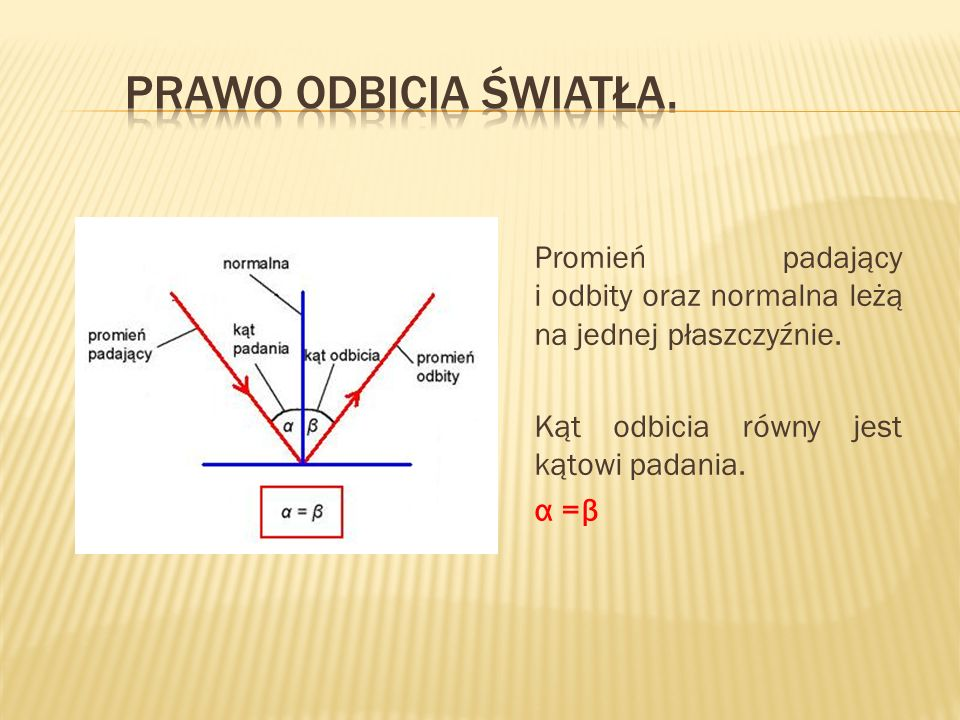 PRAWO ODBICIA ŚWIATŁA.
normalna
promień
padający
kąt
padania
kąt odbicia
promień
odbity
α
β
α = β
Promień padający
i odbity oraz normalna leżą
na jednej płaszczyźnie.
Kąt odbicia równy jest
kątowi padania.
α =β